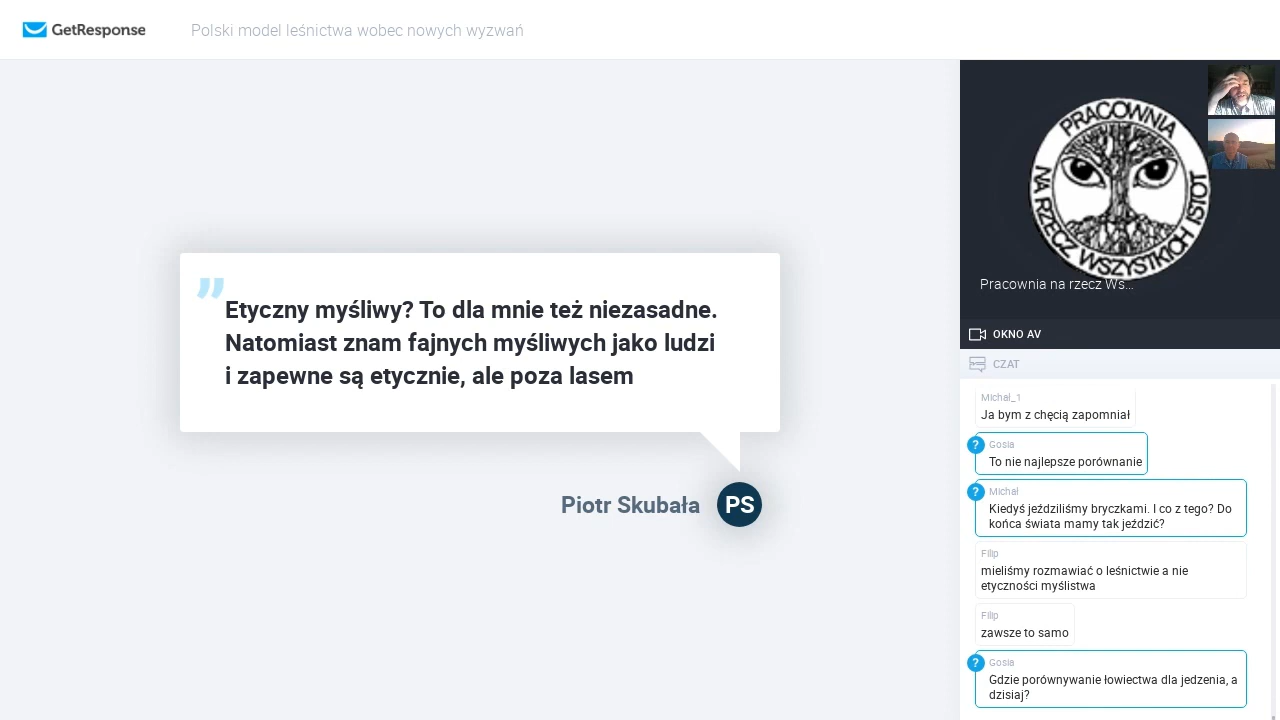 GetResponse
Polski model leśnictwa wobec nowych wyzwań
Etyczny myśliwy? To dla mnie też niezasadne.
Natomiast znam fajnych myśliwych jako ludzi
i zapewne są etycznie, ale poza lasem
Piotr Skubała
PS
PRACOWNIA
NA RZECZ WSZYSTKICH ISTOT
Pracownia na rzecz Ws...
OKNO AV
CZAT
Michał_1
Ja bym z chęcią zapomniał
?
Gosia
To nie najlepsze porównanie
?
Michał
Kiedyś jeździliśmy bryczkami. I co z tego? Do
końca świata mamy tak jeździć?
Filip
mieliśmy rozmawiać o leśnictwie a nie
etyczności myślistwa
Filip
zawsze to samo
?
Gosia
Gdzie porównywanie łowiectwa dla jedzenia, a
dzisiaj?